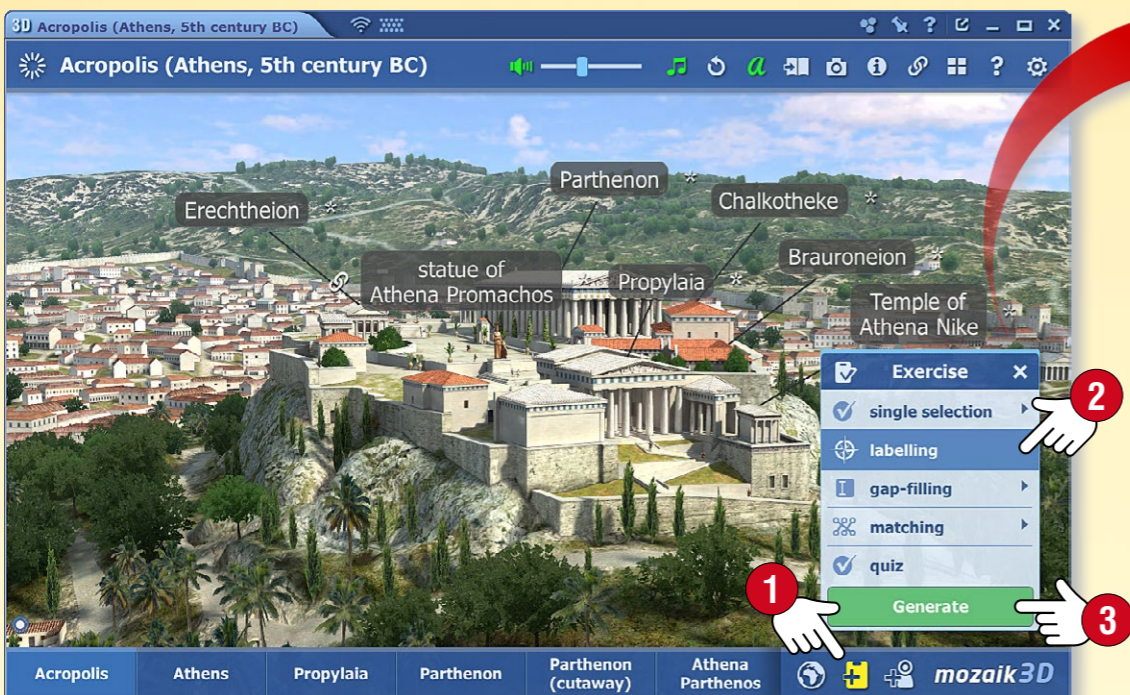 3D Acropolis (Athens, 5th century BC)
Acropolis (Athens, 5th century BC)
Parthenon
Erechtheion
Chalkotheke
statue of
Athena Promachos
Propylaia
Brauroneion
Temple of
Athena Nike
Exercise
single selection
labelling
gap-filling
matching
quiz
Generate
1
2
3
Acropolis
Athens
Propylaia
Parthenon
Parthenon
(cutaway)
Athena
Parthenos
mozaik3D